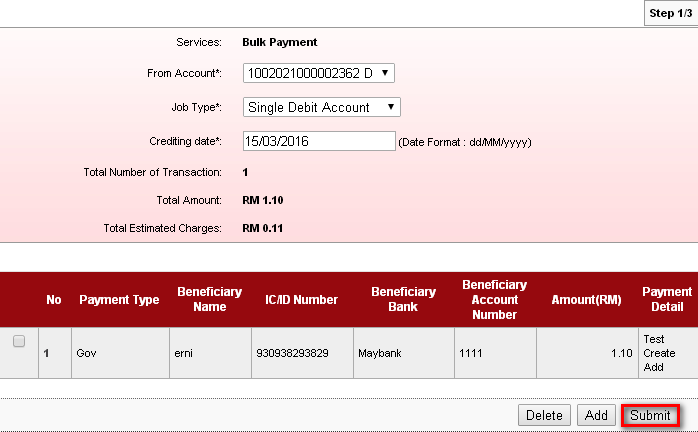 Step 1/3
Services: Bulk Payment
From Account*: 1002021000002362 D
Job Type*: Single Debit Account
Crediting date*: 15/03/2016 (Date Format : dd/MM/yyyy)
Total Number of Transaction: 1
Total Amount: RM 1.10
Total Estimated Charges: RM 0.11
No Payment Type Beneficiary Name IC/ID Number Beneficiary Bank Beneficiary Account Number Amount(RM) Payment Detail
1 Gov erni 930938293829 Maybank 1111 1.10 Test Create Add
Delete Add Submit